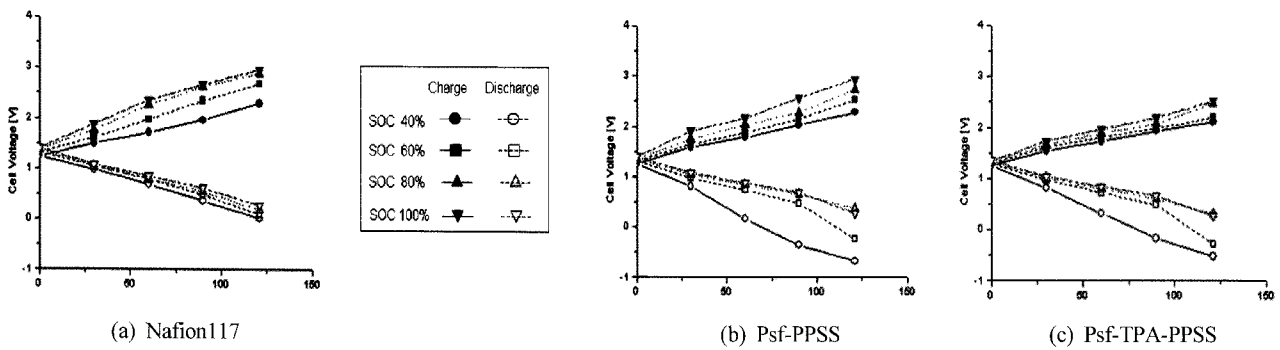 4
3
2
1
0
-1
Cell Voltage [V]
0
50
100
150
(a) Nafion117
Charge Discharge
SOC 40%
SOC 60%
SOC 80%
SOC 100%
4
3
2
1
0
-1
Cell Voltage [V]
0
50
100
150
(b) Psf-PPSS
4
3
2
1
0
-1
Cell Voltage [V]
0
50
100
150
(c) Psf-TPA-PPSS